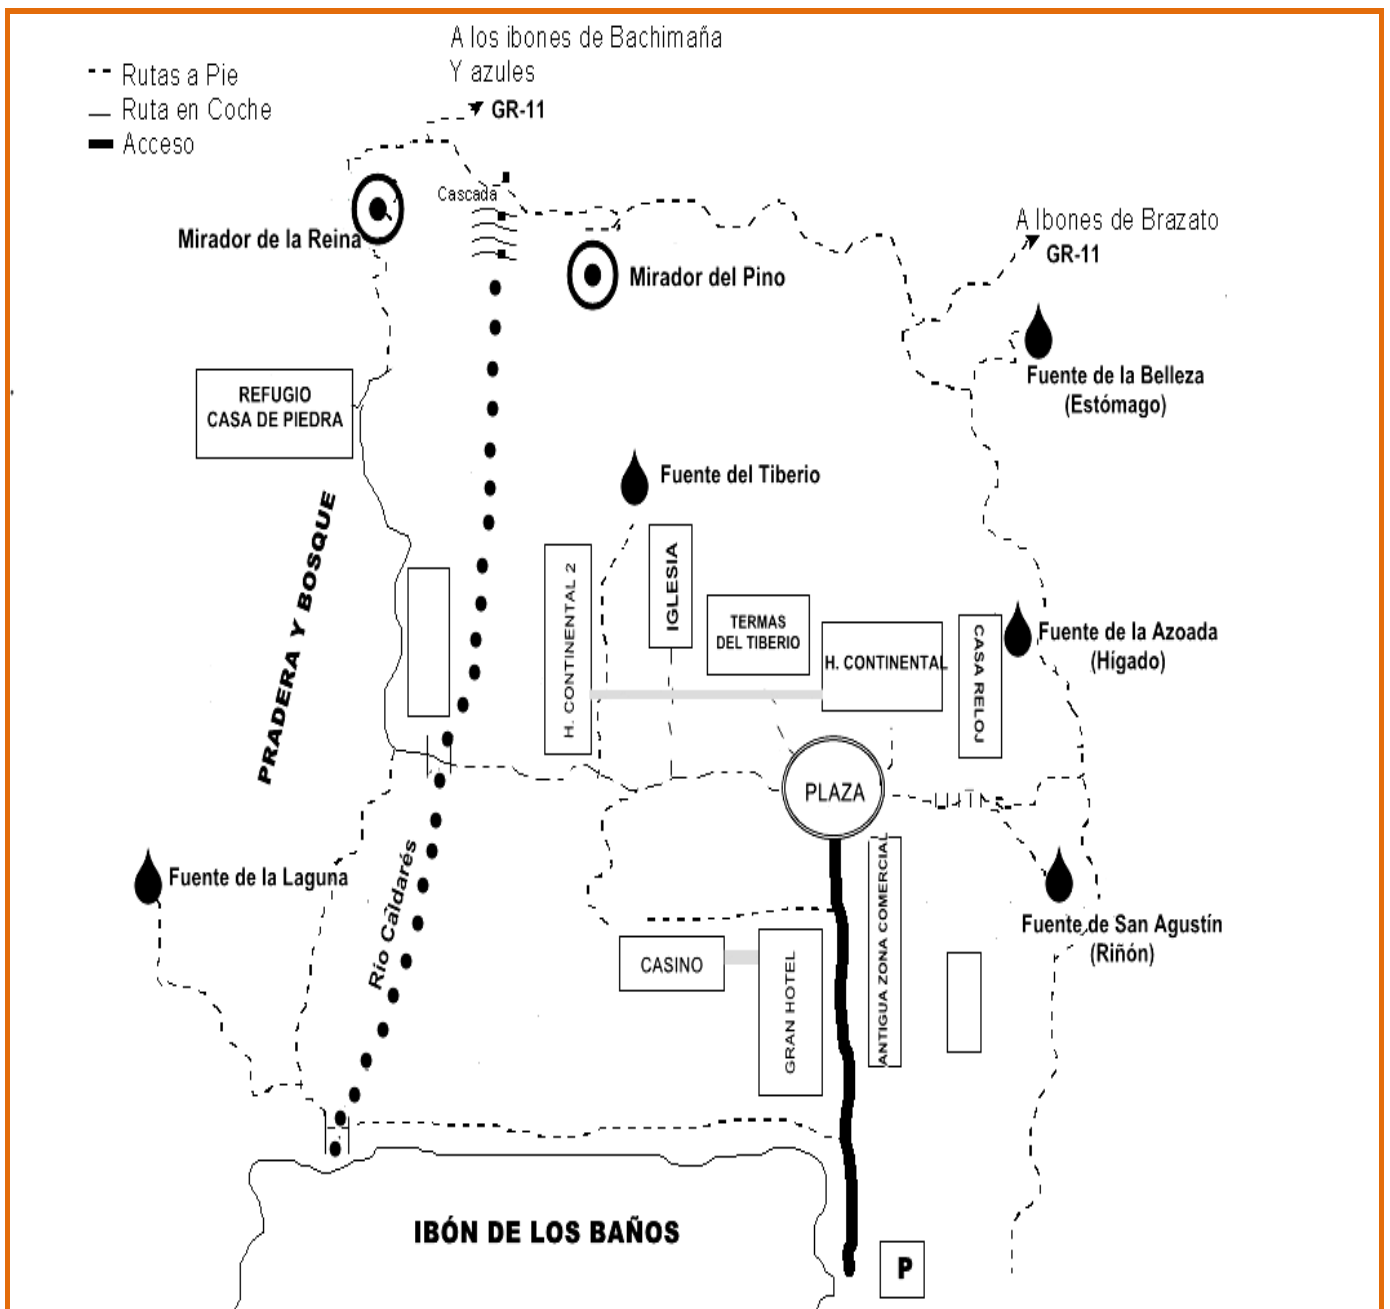 A los ibones de Bachimaña
Y azules
GR-11
Rutas a Pie
Ruta en Coche
Acceso
Cascada
Mirador de la Reina
Mirador del Pino
A Ibones de Brazato
GR-11
Fuente de la Belleza
(Estómago)
REFUGIO
CASA DE PIEDRA
Fuente del Tiberio
PRADERA Y BOSQUE
H. CONTINENTAL 2
IGLESIA
TERMAS
DEL TIBERIO
H. CONTINENTAL
CASA RELOJ
Fuente de la Azoada
(Hígado)
PLAZA
Fuente de la Laguna
Río Caldarés
ANTIGUA ZONA COMERCIAL
Fuente de San Agustín
(Riñón)
CASINO
GRAN HOTEL
IBÓN DE LOS BAÑOS
P